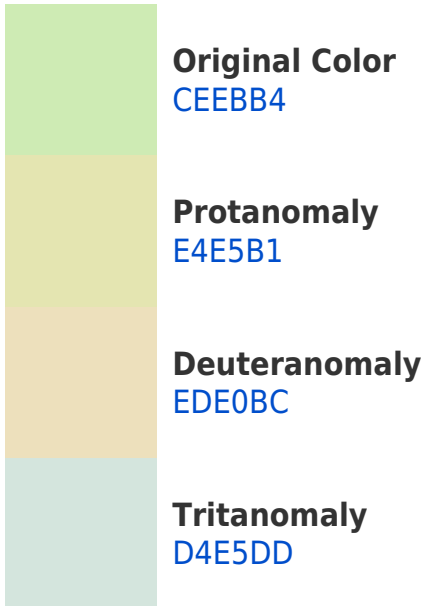 Original Color
CEEBB4
Protanomaly
E4E5B1
Deuteranomaly
EDE0BC
Tritanomaly
D4E5DD